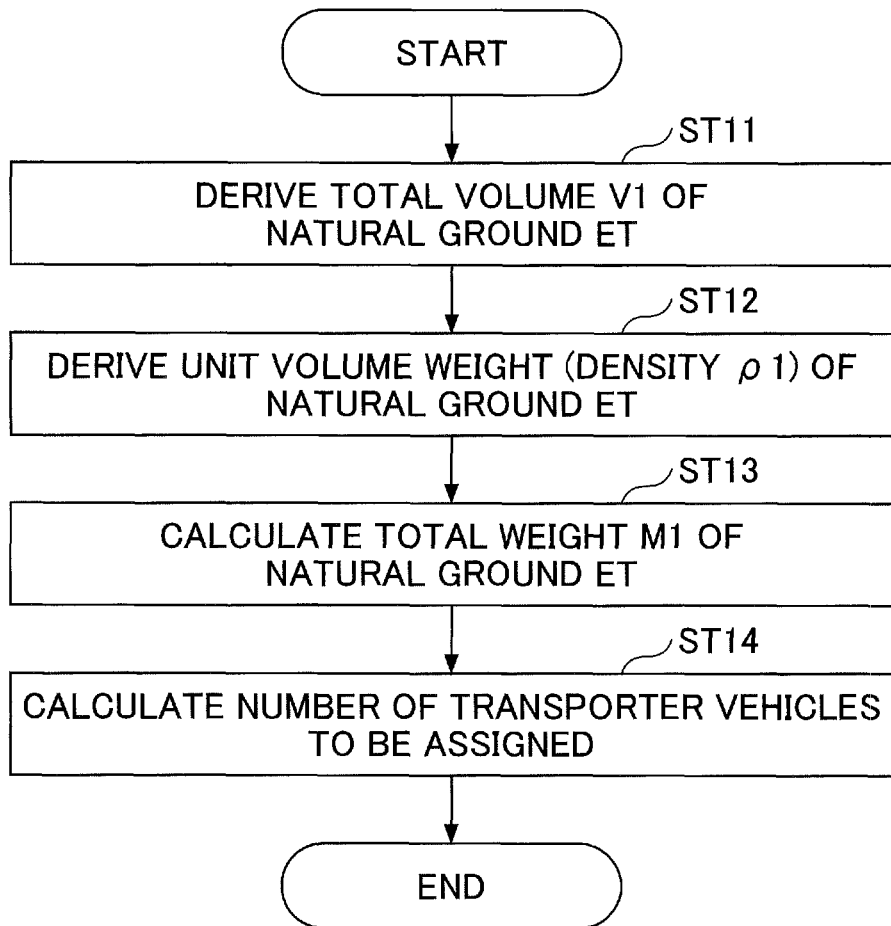 START
ST11
DERIVE TOTAL VOLUME V1 OF
NATURAL GROUND ET
ST12
DERIVE UNIT VOLUME WEIGHT (DENSITY ρ 1) OF
NATURAL GROUND ET
ST13
CALCULATE TOTAL WEIGHT M1 OF
NATURAL GROUND ET
ST14
CALCULATE NUMBER OF TRANSPORTER VEHICLES
TO BE ASSIGNED
END